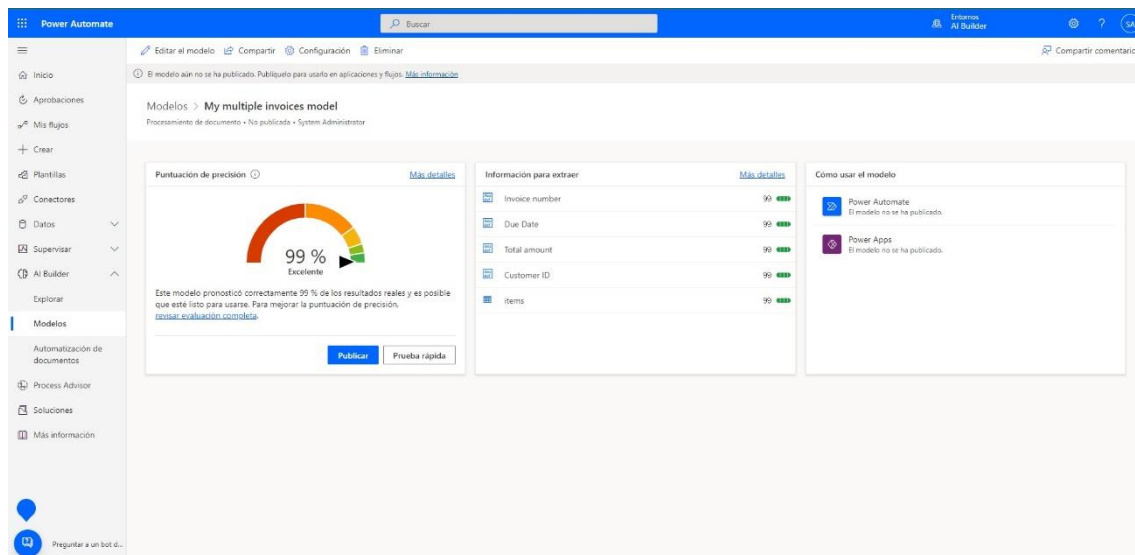 Power Automate
Buscar
Entornos
AI Builder
?
SA
Editar el modelo Compartir Configuración Eliminar
Compartir comentario
El modelo aún no se ha publicado. Publíquelo para usarlo en aplicaciones y flujos. Más información
Inicio
Aprobaciones
Mis flujos
Crear
Plantillas
Conectores
Datos
Supervisar
AI Builder
Explorar
Modelos
Automatización de
documentos
Process Advisor
Soluciones
Más información
Preguntar a un bot d...
Modelos > My multiple invoices model
Procesamiento de documento • No publicada • System Administrator
Puntuación de precisión
Más detalles
99 %
Excelente
Este modelo pronosticó correctamente 99 % de los resultados reales y es posible
que esté listo para usarse. Para mejorar la puntuación de precisión,
revisar evaluación completa.
Publicar
Prueba rápida
Información para extraer
Más detalles
Invoice number 99
Due Date 99
Total amount 99
Customer ID 99
items 99
Cómo usar el modelo
Power Automate
El modelo no se ha publicado.
Power Apps
El modelo no se ha publicado.